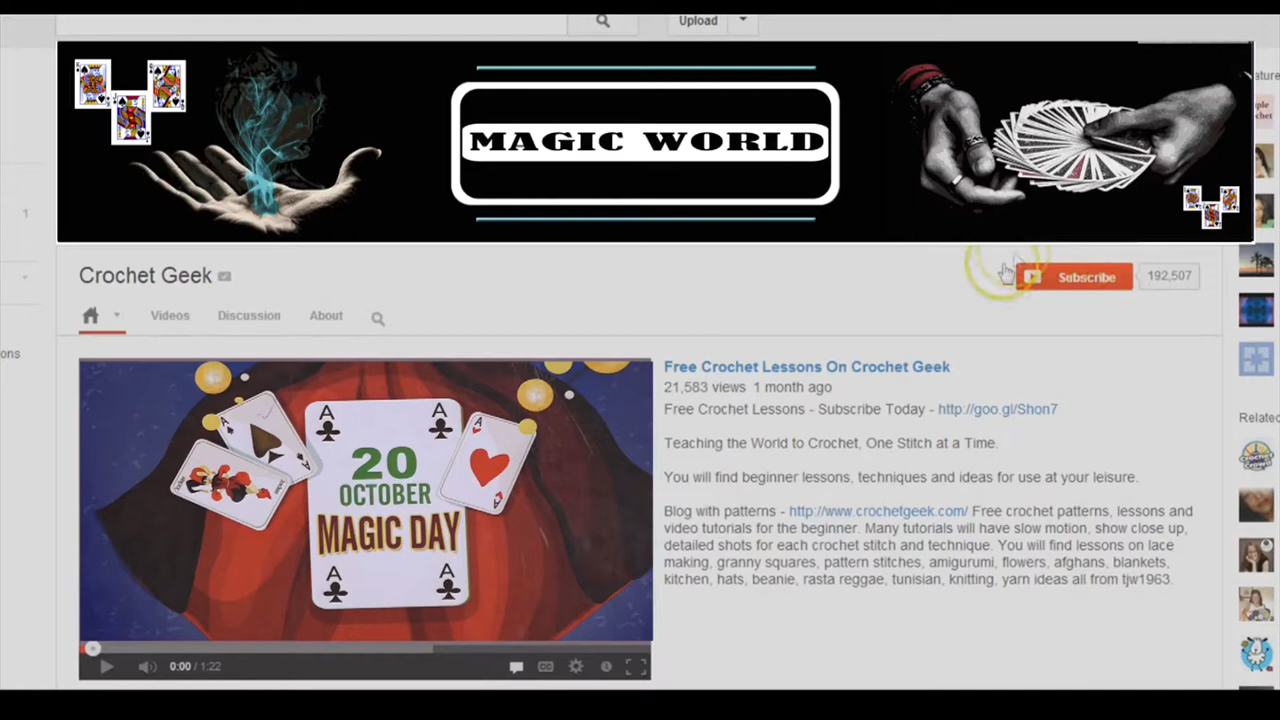 Upload
MAGIC WORLD
Crochet Geek
Subscribe 192,507
Videos Discussion About
1
Free Crochet Lessons On Crochet Geek
21,583 views 1 month ago
Free Crochet Lessons - Subscribe Today - http://goo.gl/Shon7
Teaching the World to Crochet, One Stitch at a Time.
You will find beginner lessons, techniques and ideas for use at your leisure.
Blog with patterns - http://www.crochetgeek.com/ Free crochet patterns, lessons and
video tutorials for the beginner. Many tutorials will have slow motion, show close up,
detailed shots for each crochet stitch and technique. You will find lessons on lace
making, granny squares, pattern stitches, amigurumi, flowers, afghans, blankets,
kitchen, hats, beanie, rasta reggae, tunisian, knitting, yarn ideas all from tjw1963.
A A
20
OCTOBER
MAGIC DAY
A A
0:00 / 1:22
Related